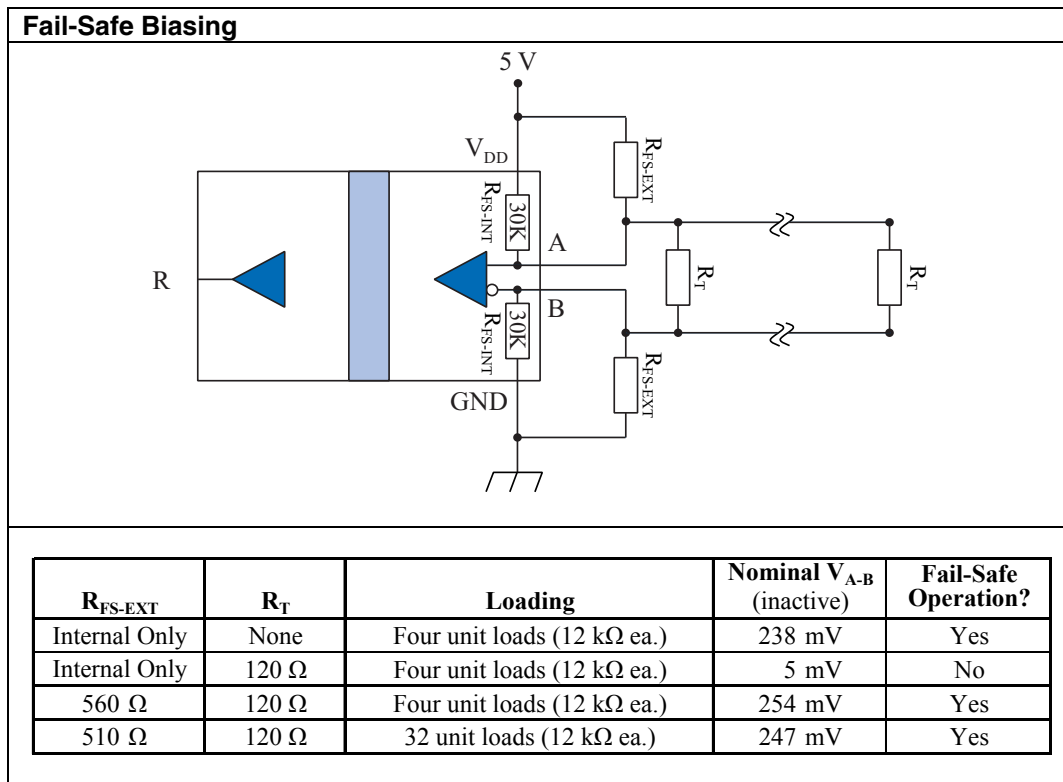 Fail-Safe Biasing
5 V
V_DD
R_FS-EXT
R_FS-INT
30K
A
R_T
R_T
R
B
R_FS-INT
30K
R_FS-EXT
GND
R_FS-EXT R_T Loading Nominal V_A-B (inactive) Fail-Safe Operation?
Internal Only None Four unit loads (12 kΩ ea.) 238 mV Yes
Internal Only 120 Ω Four unit loads (12 kΩ ea.) 5 mV No
560 Ω 120 Ω Four unit loads (12 kΩ ea.) 254 mV Yes
510 Ω 120 Ω 32 unit loads (12 kΩ ea.) 247 mV Yes